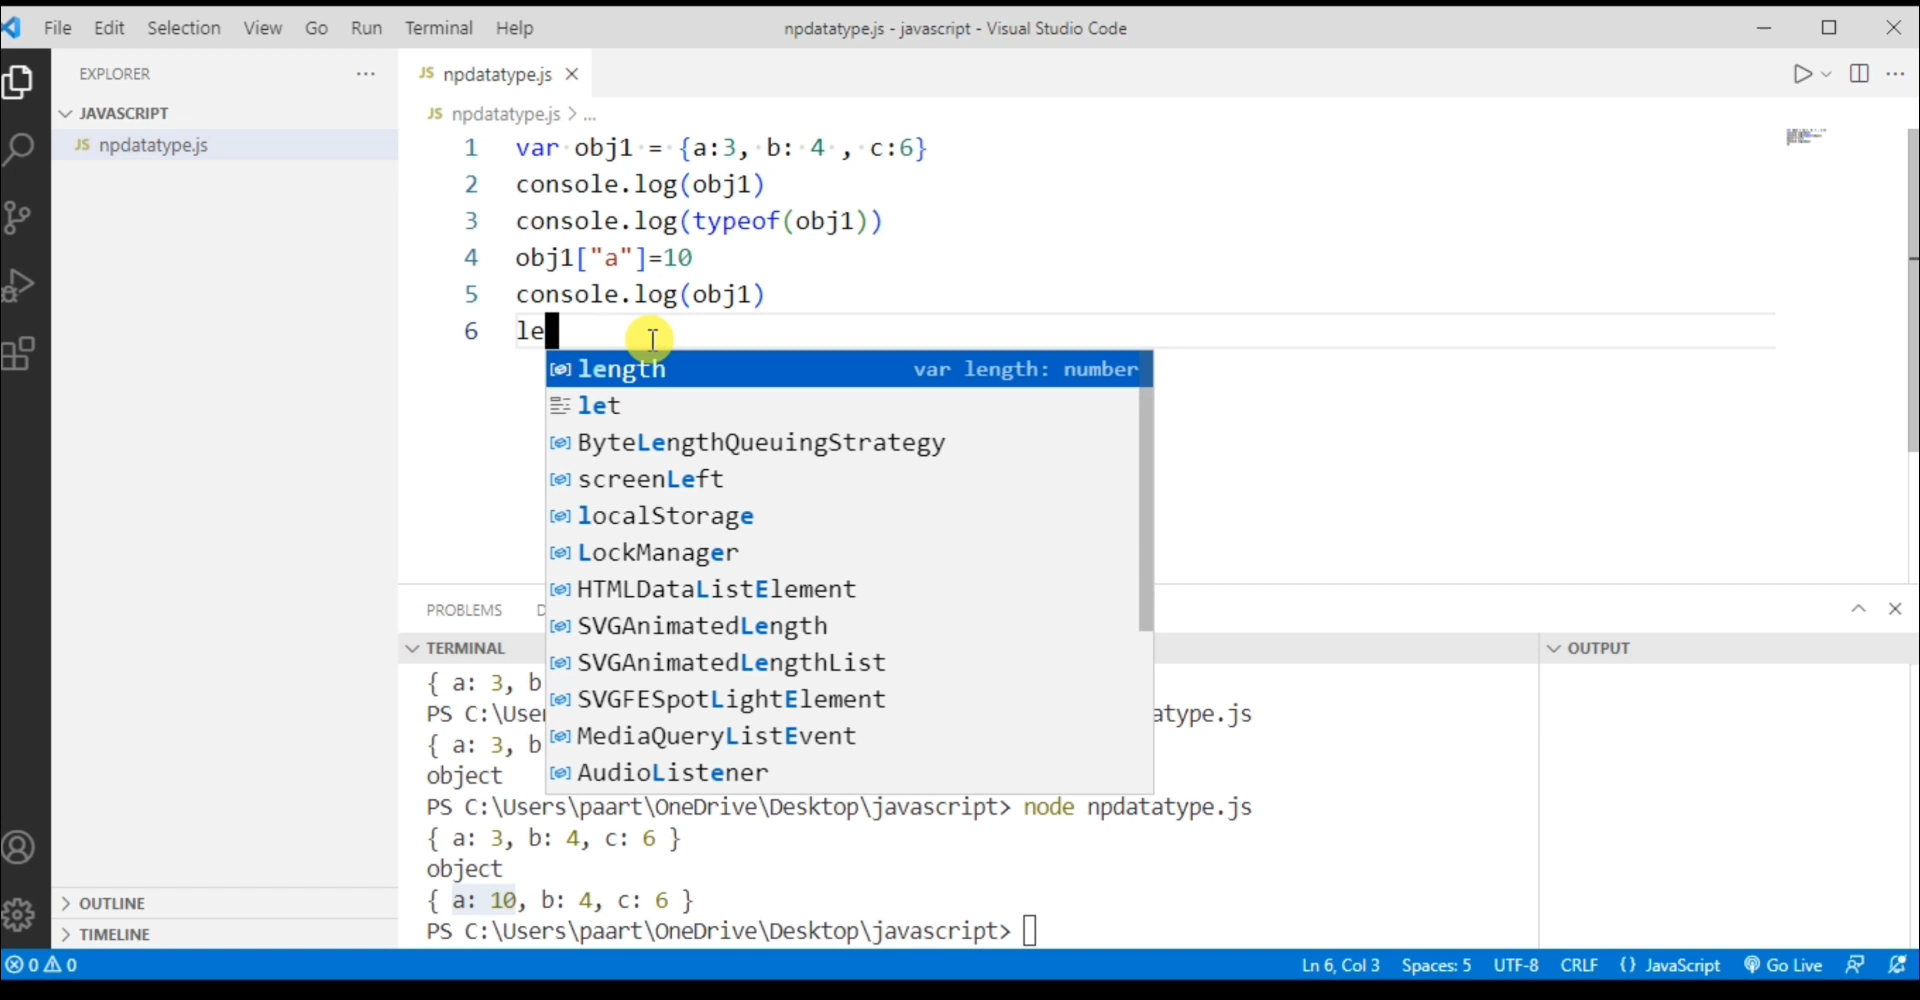 File Edit Selection View Go Run Terminal Help npdatatype.js - javascript - Visual Studio Code
EXPLORER
JAVASCRIPT
JS npdatatype.js
JS npdatatype.js
JS npdatatype.js > ...
1 var obj1 = {a:3, b: 4 , c:6}
2 console.log(obj1)
3 console.log(typeof(obj1))
4 obj1["a"]=10
5 console.log(obj1)
6 le
length var length: number
let
ByteLengthQueuingStrategy
screenLeft
localStorage
LockManager
HTMLDataListElement
SVGAnimatedLength
SVGAnimatedLengthList
SVGFESpotLightElement
MediaQueryListEvent
AudioListener
PROBLEMS D
TERMINAL
OUTPUT
{ a: 3, b
PS C:\User atype.js
{ a: 3, b
object
PS C:\Users\paart\OneDrive\Desktop\javascript> node npdatatype.js
{ a: 3, b: 4, c: 6 }
object
{ a: 10, b: 4, c: 6 }
PS C:\Users\paart\OneDrive\Desktop\javascript>
OUTLINE
TIMELINE
0 0 Ln 6, Col 3 Spaces: 5 UTF-8 CRLF {} JavaScript Go Live